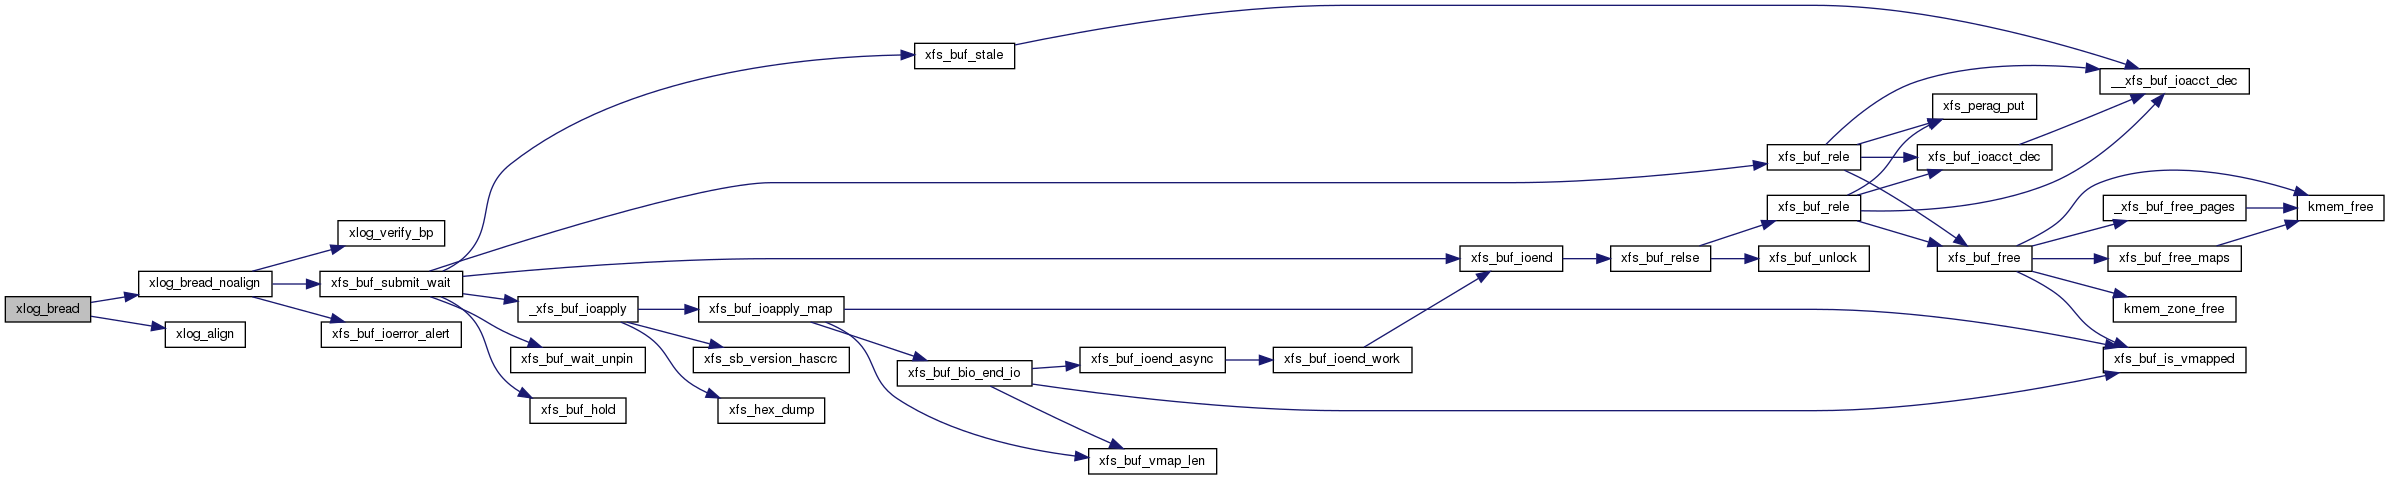 xlog_bread
xlog_bread_noalign
xlog_align
xlog_verify_bp
xfs_buf_submit_wait
xfs_buf_ioerror_alert
_xfs_buf_ioapply
xfs_buf_wait_unpin
xfs_buf_hold
xfs_buf_ioapply_map
xfs_sb_version_hascrc
xfs_hex_dump
xfs_buf_stale
xfs_buf_bio_end_io
xfs_buf_ioend_async
xfs_buf_vmap_len
xfs_buf_ioend_work
xfs_buf_ioend
xfs_buf_relse
xfs_buf_rele
xfs_buf_rele
xfs_buf_unlock
xfs_perag_put
xfs_buf_ioacct_dec
xfs_buf_free
__xfs_buf_ioacct_dec
_xfs_buf_free_pages
xfs_buf_free_maps
kmem_zone_free
xfs_buf_is_vmapped
kmem_free